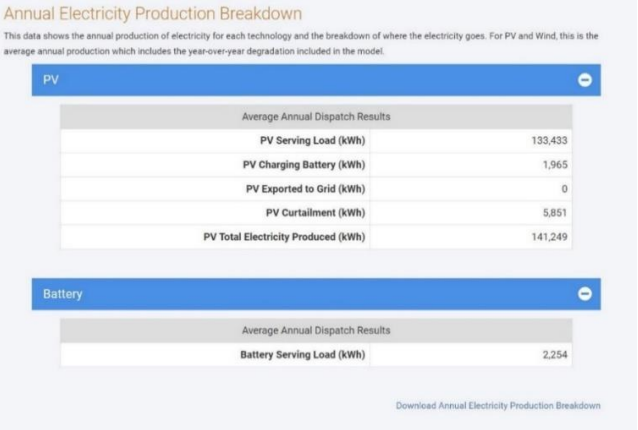 Annual Electricity Production Breakdown
This data shows the annual production of electricity for each technology and the breakdown of where the electricity goes. For PV and Wind, this is the
average annual production which includes the year-over-year degradation included in the model.
PV
Average Annual Dispatch Results
PV Serving Load (kWh) 133,433
PV Charging Battery (kWh) 1,965
PV Exported to Grid (kWh) 0
PV Curtailment (kWh) 5,851
PV Total Electricity Produced (kWh) 141,249
Battery
Average Annual Dispatch Results
Battery Serving Load (kWh) 2,254
Download Annual Electricity Production Breakdown